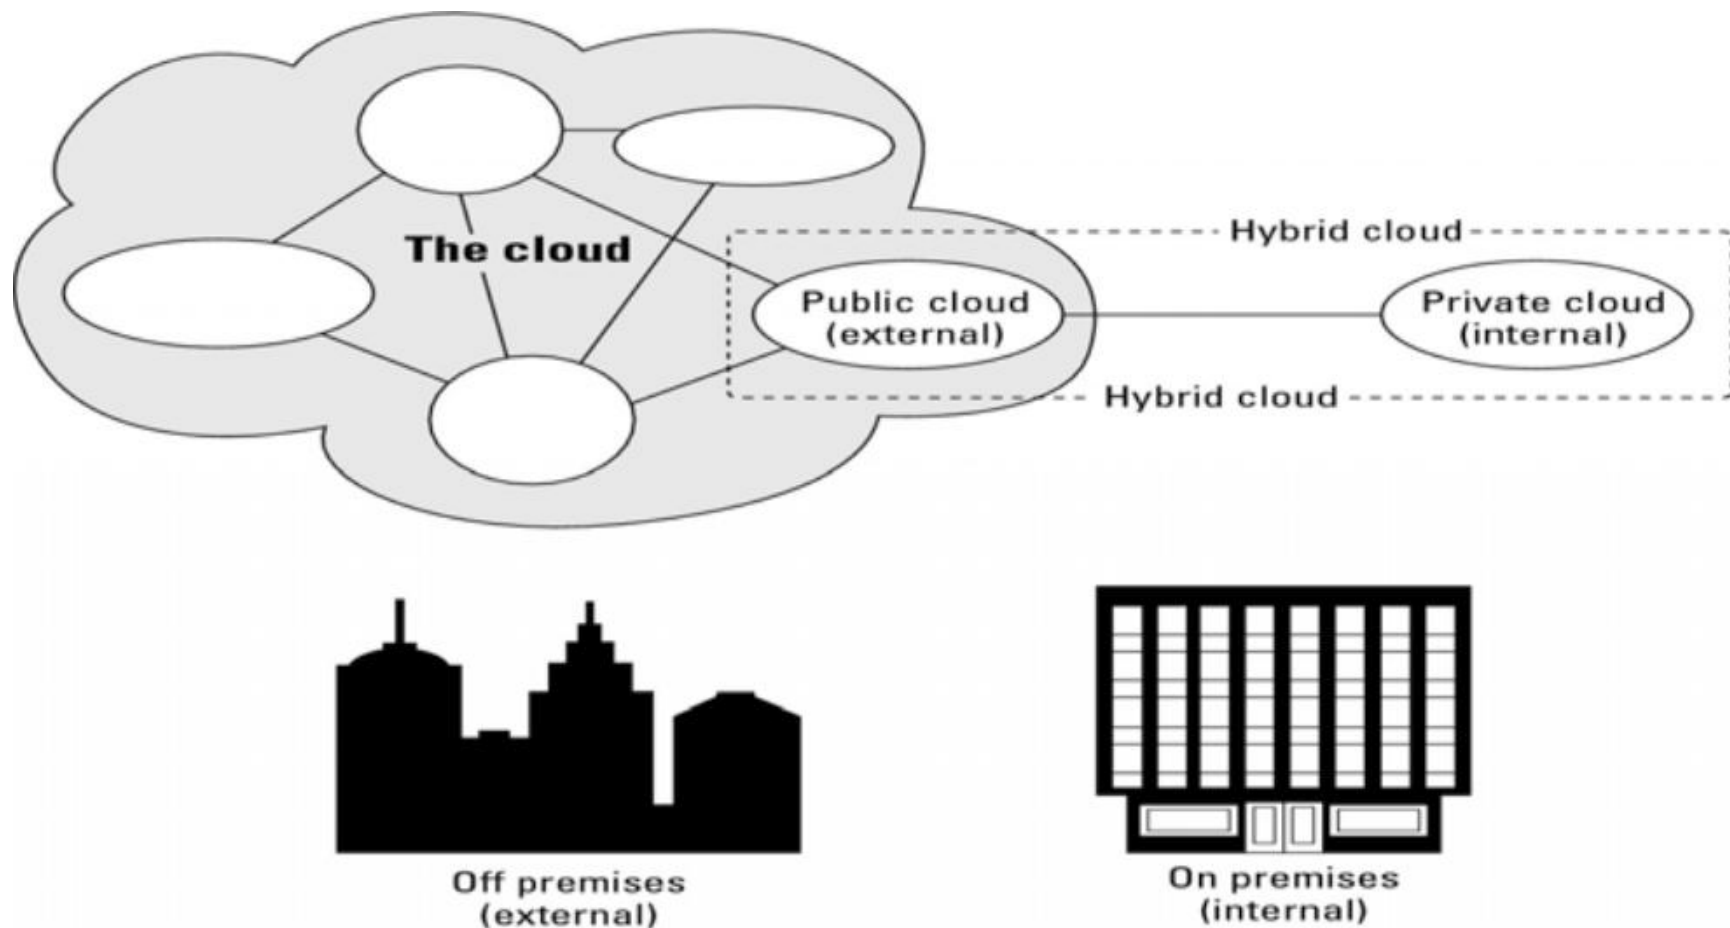 Hybrid cloud
The cloud
Public cloud
(external)
Private cloud
(internal)
Hybrid cloud
Off premises
(external)
On premises
(internal)